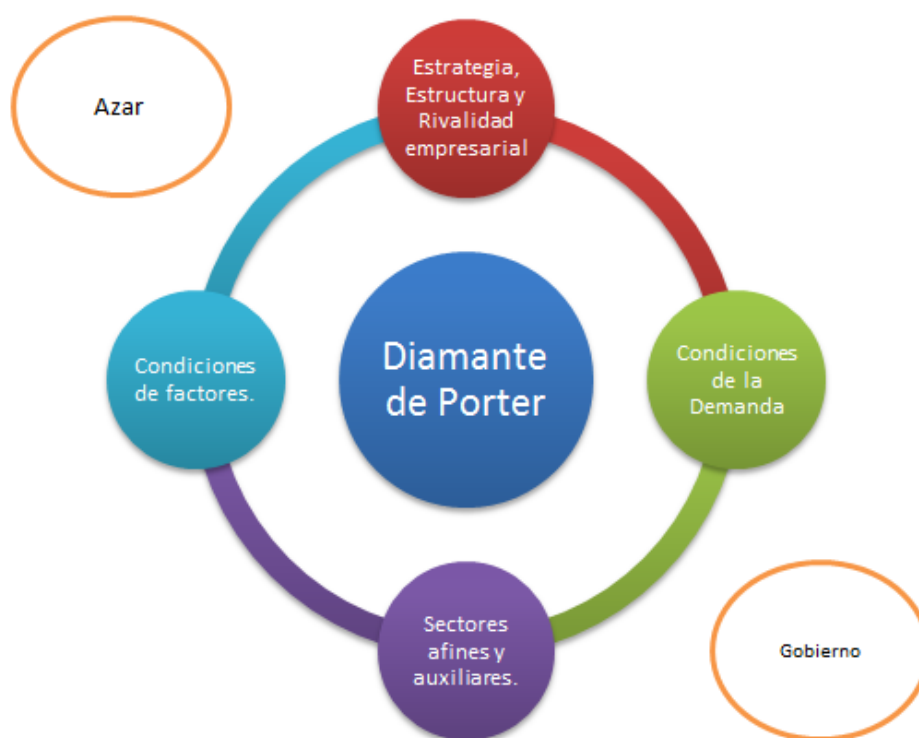 Azar
Estrategia,
Estructura y
Rivalidad
empresarial
Condiciones
de factores.
Diamante
de Porter
Condiciones
de la
Demanda
Sectores
afines y
auxiliares.
Gobierno